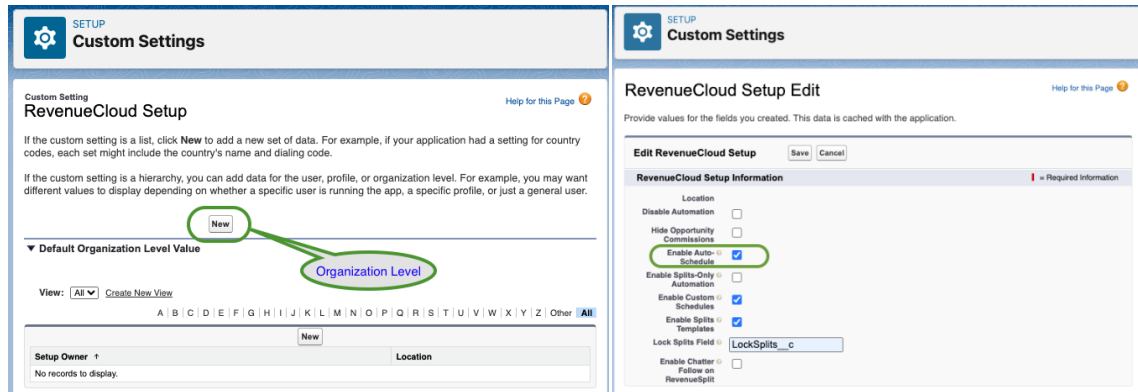 SETUP
Custom Settings
Custom Setting
RevenueCloud Setup
Help for this Page
If the custom setting is a list, click New to add a new set of data. For example, if your application had a setting for country
codes, each set might include the country's name and dialing code.
If the custom setting is a hierarchy, you can add data for the user, profile, or organization level. For example, you may want
different values to display depending on whether a specific user is running the app, a specific profile, or just a general user.
New
Default Organization Level Value
Organization Level
View: All Create New View
A | B | C | D | E | F | G | H | I | J | K | L | M | N | O | P | Q | R | S | T | U | V | W | X | Y | Z | Other All
New
Setup Owner ↑ Location
No records to display.
SETUP
Custom Settings
RevenueCloud Setup Edit
Help for this Page
Provide values for the fields you created. This data is cached with the application.
Edit RevenueCloud Setup Save Cancel
RevenueCloud Setup Information = Required Information
Location
Disable Automation
Hide Opportunity
Commissions
Enable Auto-
Schedule
Enable Splits-Only
Automation
Enable Custom
Schedules
Enable Splits
Templates
Lock Splits Field LockSplits__c
Enable Chatter
Follow on
RevenueSplit